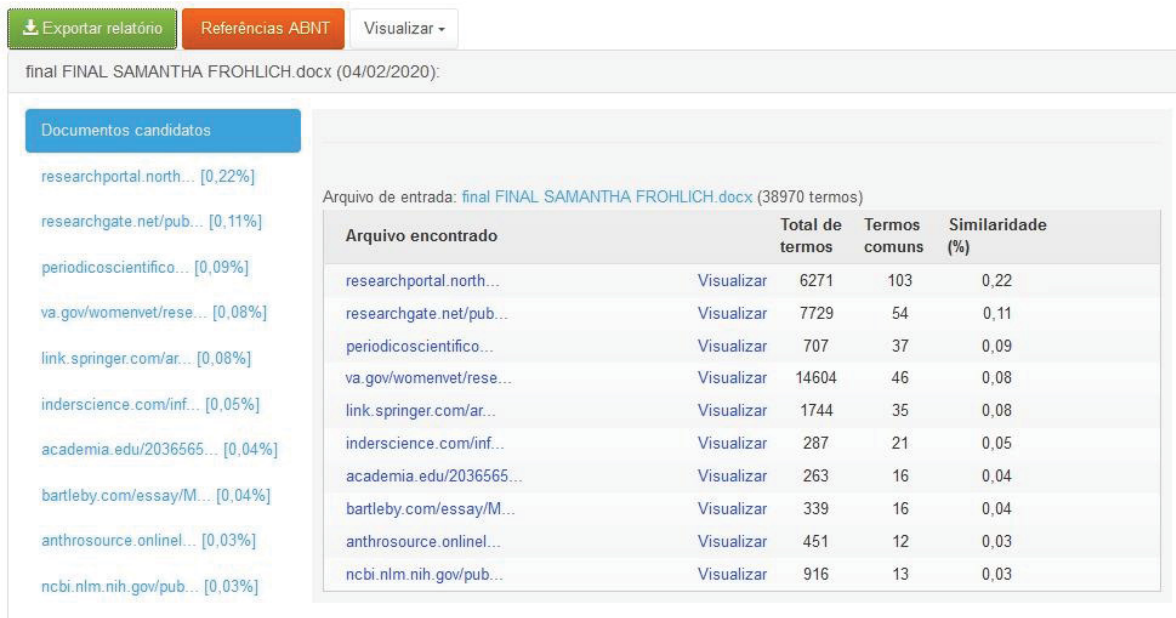 Exportar relatório Referências ABNT Visualizar
final FINAL SAMANTHA FROHLICH.docx (04/02/2020):
Documentos candidatos
researchportal.north... [0,22%]
researchgate.net/pub... [0,11%]
periodicoscientifico... [0,09%]
va.gov/womenvet/rese... [0,08%]
link.springer.com/ar... [0,08%]
inderscience.com/inf... [0,05%]
academia.edu/2036565... [0,04%]
bartleby.com/essay/M... [0,04%]
anthrosource.onlinel... [0,03%]
ncbi.nlm.nih.gov/pub... [0,03%]
Arquivo de entrada: final FINAL SAMANTHA FROHLICH.docx (38970 termos)
Arquivo encontrado Total de termos Termos comuns Similaridade (%)
researchportal.north... Visualizar 6271 103 0,22
researchgate.net/pub... Visualizar 7729 54 0,11
periodicoscientifico... Visualizar 707 37 0,09
va.gov/womenvet/rese... Visualizar 14604 46 0,08
link.springer.com/ar... Visualizar 1744 35 0,08
inderscience.com/inf... Visualizar 287 21 0,05
academia.edu/2036565... Visualizar 263 16 0,04
bartleby.com/essay/M... Visualizar 339 16 0,04
anthrosource.onlinel... Visualizar 451 12 0,03
ncbi.nlm.nih.gov/pub... Visualizar 916 13 0,03